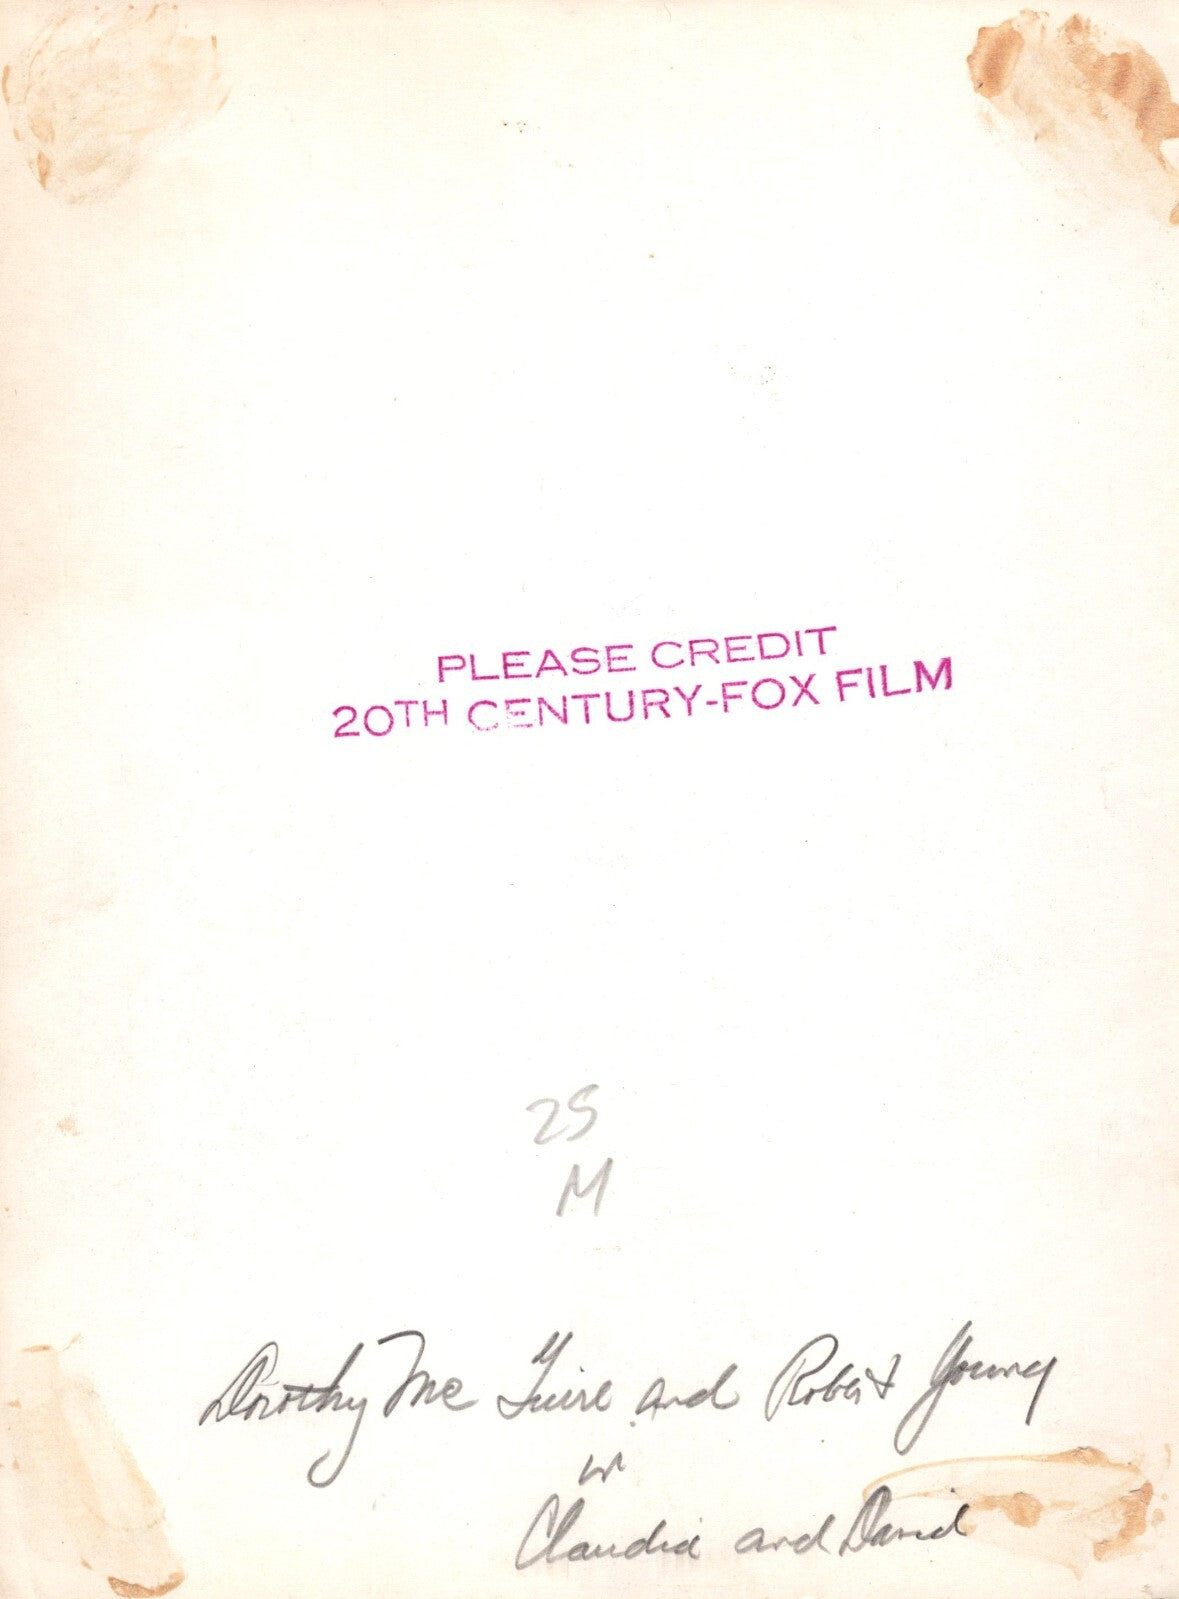 PLEASE CREDIT
20TH CENTURY-FOX FILM
25
M
Dorothy Mc Guire and Robert Young
in
Claudia and David